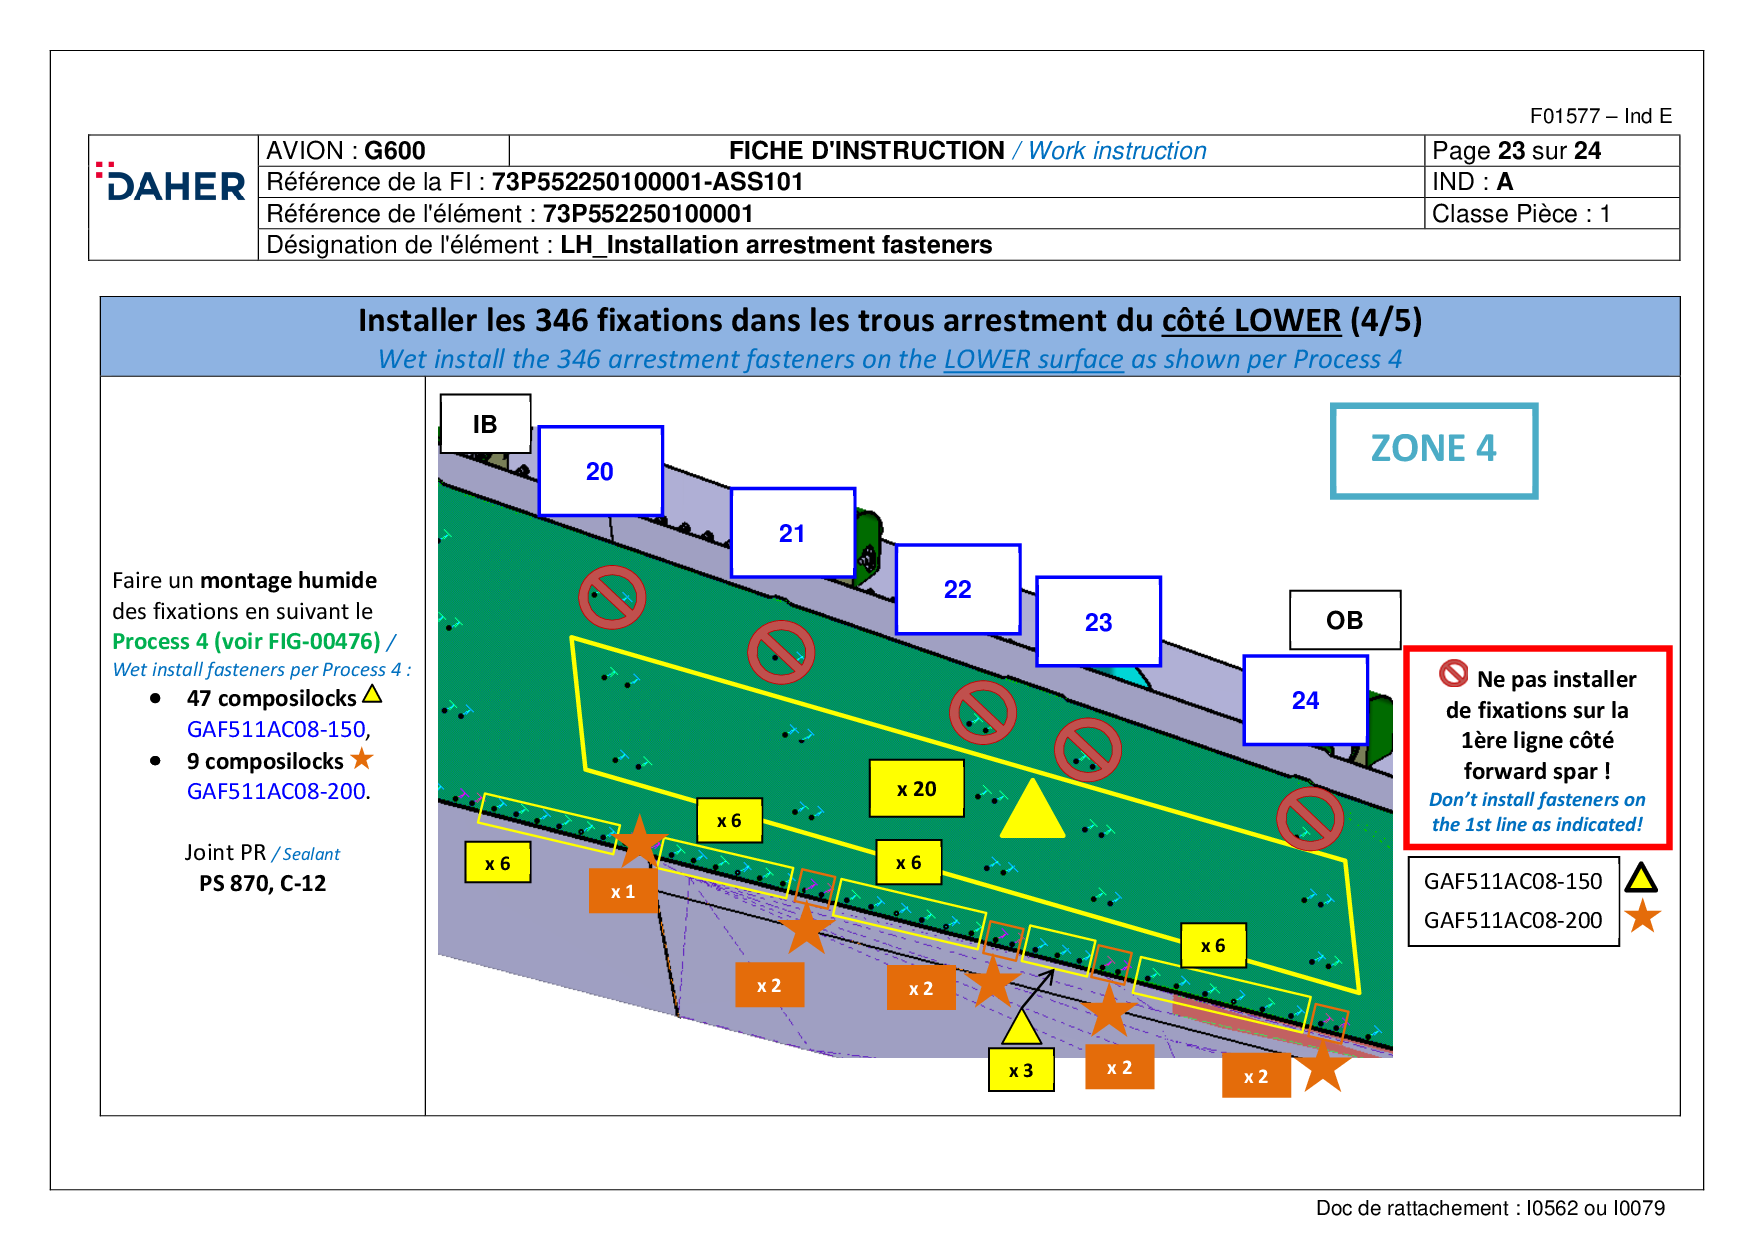 F01577 – Ind E
DAHER
AVION : G600
FICHE D'INSTRUCTION / Work instruction
Page 23 sur 24
Référence de la FI : 73P552250100001-ASS101
IND : A
Référence de l'élément : 73P552250100001
Classe Pièce : 1
Désignation de l'élément : LH_Installation arrestment fasteners
Installer les 346 fixations dans les trous arrestment du côté LOWER (4/5)
Wet install the 346 arrestment fasteners on the LOWER surface as shown per Process 4
Faire un montage humide
des fixations en suivant le
Process 4 (voir FIG-00476) /
Wet install fasteners per Process 4 :
• 47 composilocks
GAF511AC08-150,
• 9 composilocks
GAF511AC08-200.
Joint PR / Sealant
PS 870, C-12
IB
20
21
22
23
24
OB
ZONE 4
x 20
x 6
x 6
x 6
x 1
x 6
x 2
x 2
x 3
x 2
x 2
Ne pas installer
de fixations sur la
1ère ligne côté
forward spar !
Don't install fasteners on
the 1st line as indicated!
GAF511AC08-150
GAF511AC08-200
Doc de rattachement : I0562 ou I0079